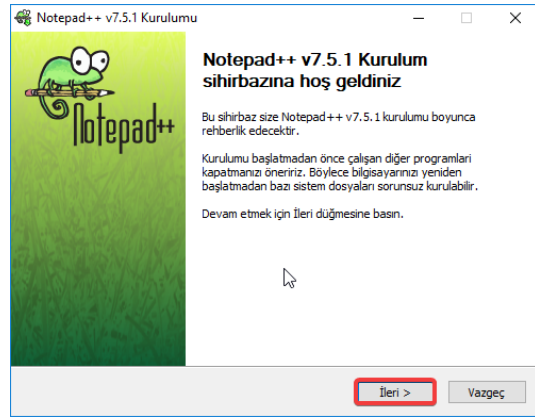 Notepad++ v7.5.1 Kurulumu
Notepad++
Notepad++ v7.5.1 Kurulum
sihirbazına hoş geldiniz
Bu sihirbaz size Notepad++ v7.5.1 kurulumu boyunca
rehberlik edecektir.
Kurulumu başlatmadan önce çalışan diğer programlari
kapatmanızı öneririz. Böylece bilgisayarınızı yeniden
başlatmadan bazı sistem dosyaları sorunsuz kurulabilir.
Devam etmek için İleri düğmesine basın.
İleri >
Vazgeç